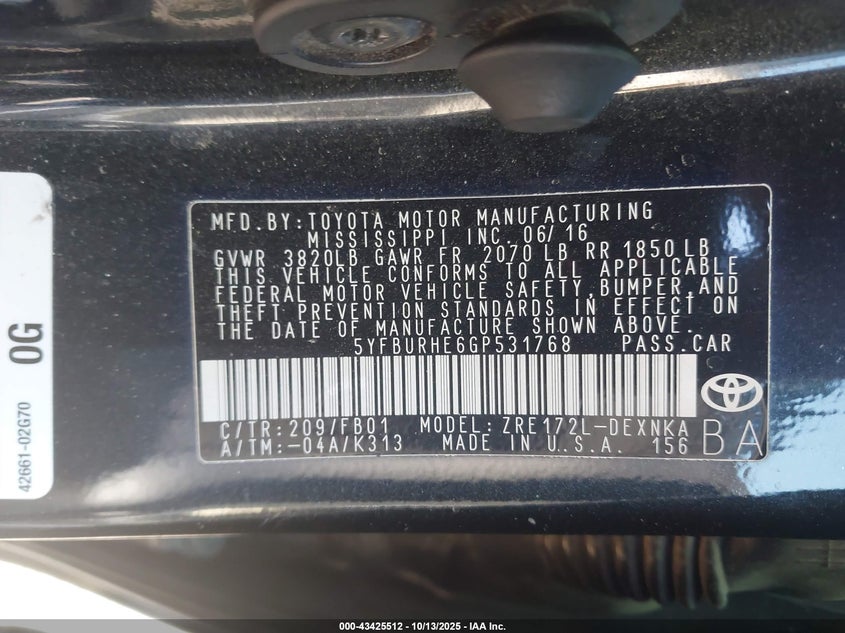 MFD.BY:TOYOTA MOTOR MANUFACTURING
MISSISSIPPI INC. 06/16
GVWR 3820LB GAWR FR 2070 LB RR 1850 LB
THIS VEHICLE CONFORMS TO ALL APPLICABLE
FEDERAL MOTOR VEHICLE SAFETY, BUMPER, AND
THEFT PREVENTION STANDARDS IN EFFECT ON
THE DATE OF MANUFACTURE SHOWN ABOVE.
5YFBURHE6GP531768 PASS.CAR
C/TR:209/FB01 MODEL: ZRE172L-DEXNKA
A/TM:-04A/K313 MADE IN U.S.A. 156 BA
0G
42661-02G70
000-43425512 - 10/13/2025 - IAA Inc.